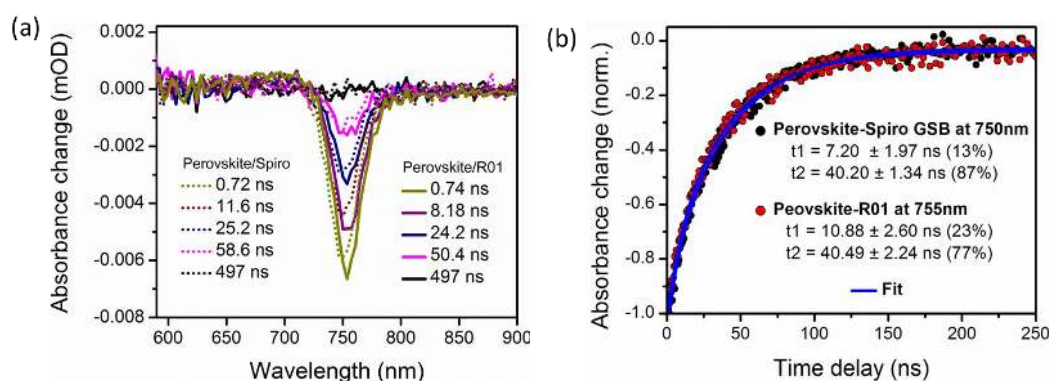 (a)
0.002
0.000
-0.002
-0.004
-0.006
-0.008
Absorbance change (mOD)
Perovskite/Spiro
0.72 ns
11.6 ns
25.2 ns
58.6 ns
497 ns
Perovskite/R01
0.74 ns
8.18 ns
24.2 ns
50.4 ns
497 ns
600 650 700 750 800 850 900
Wavelength (nm)
(b)
0.0
-0.2
-0.4
-0.6
-0.8
-1.0
Absorbance change (norm.)
Perovskite-Spiro GSB at 750nm
t1 = 7.20 ± 1.97 ns (13%)
t2 = 40.20 ± 1.34 ns (87%)
Peovskite-R01 at 755nm
t1 = 10.88 ± 2.60 ns (23%)
t2 = 40.49 ± 2.24 ns (77%)
Fit
0 50 100 150 200 250
Time delay (ns)